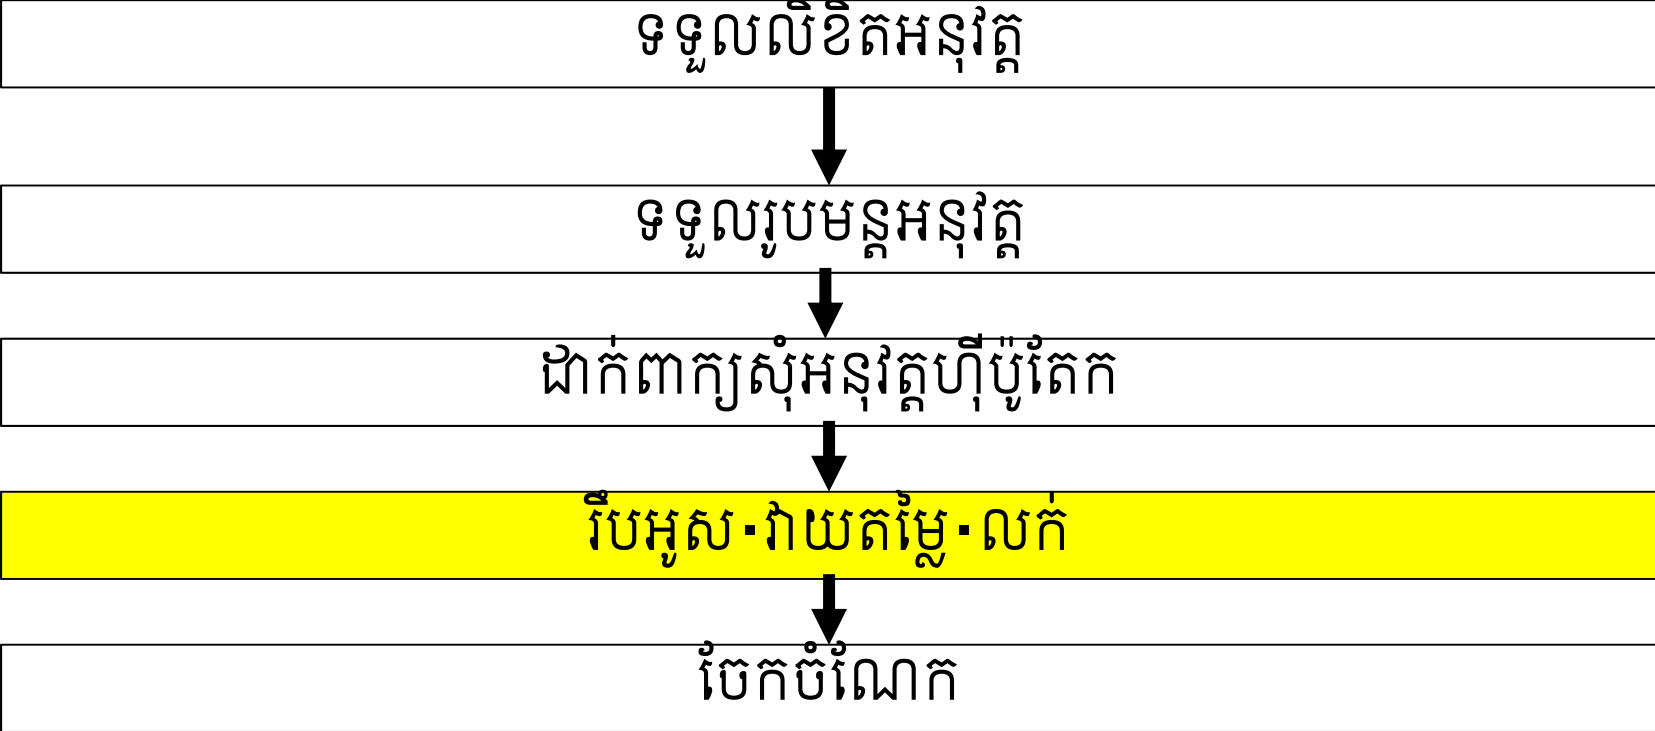 ទទួលលិខិតអនុវត្ត
ទទួលរូបមន្តអនុវត្ត
ដាក់ពាក្យសុំអនុវត្តហ៊ីប៉ូតែក
រឹបអូស·វាយតម្លៃ·លក់
ចែកចំណែក